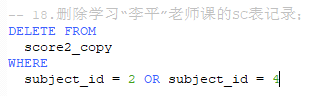 -- 18.删除学习“李平”老师课的SC表记录;
DELETE FROM
score2_copy
WHERE
subject_id = 2 OR subject_id = 4